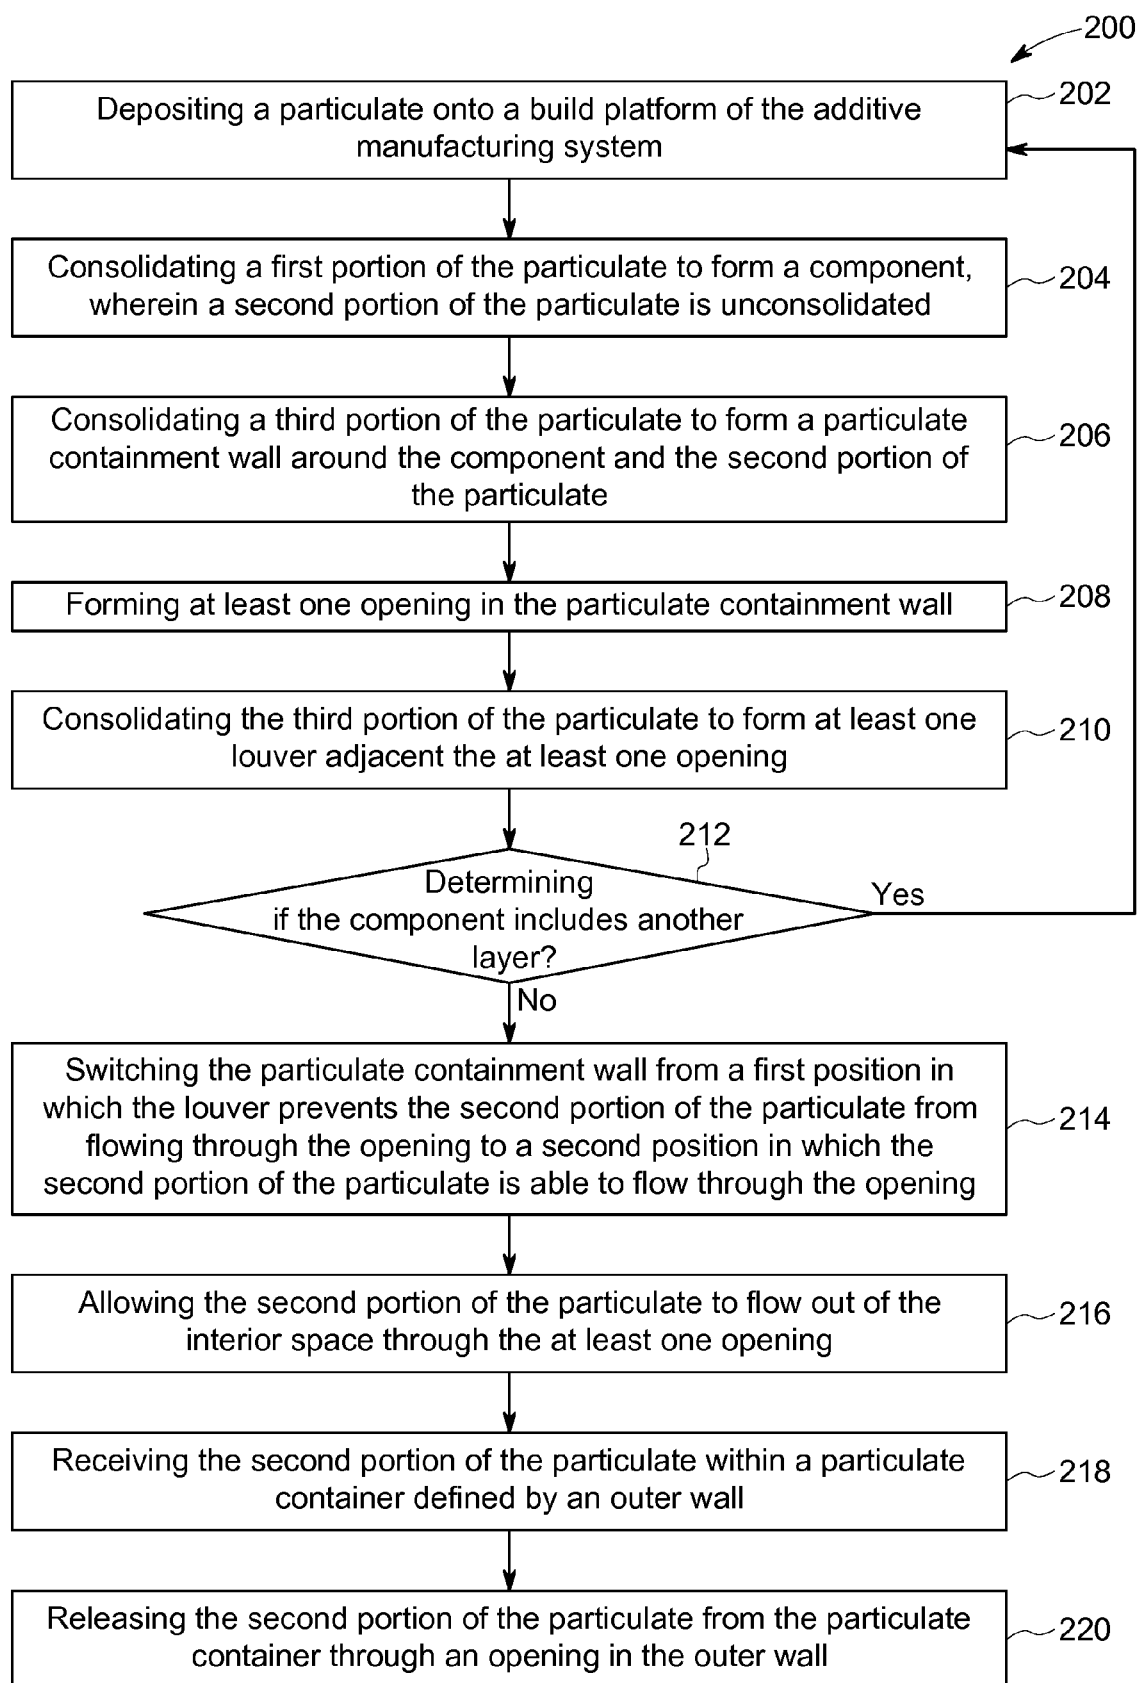 200
Depositing a particulate onto a build platform of the additive
manufacturing system
202
Consolidating a first portion of the particulate to form a component,
wherein a second portion of the particulate is unconsolidated
204
Consolidating a third portion of the particulate to form a particulate
containment wall around the component and the second portion of
the particulate
206
Forming at least one opening in the particulate containment wall
208
Consolidating the third portion of the particulate to form at least one
louver adjacent the at least one opening
210
212
Determining
if the component includes another
layer?
Yes
No
Switching the particulate containment wall from a first position in
which the louver prevents the second portion of the particulate from
flowing through the opening to a second position in which the
second portion of the particulate is able to flow through the opening
214
Allowing the second portion of the particulate to flow out of the
interior space through the at least one opening
216
Receiving the second portion of the particulate within a particulate
container defined by an outer wall
218
Releasing the second portion of the particulate from the particulate
container through an opening in the outer wall
220